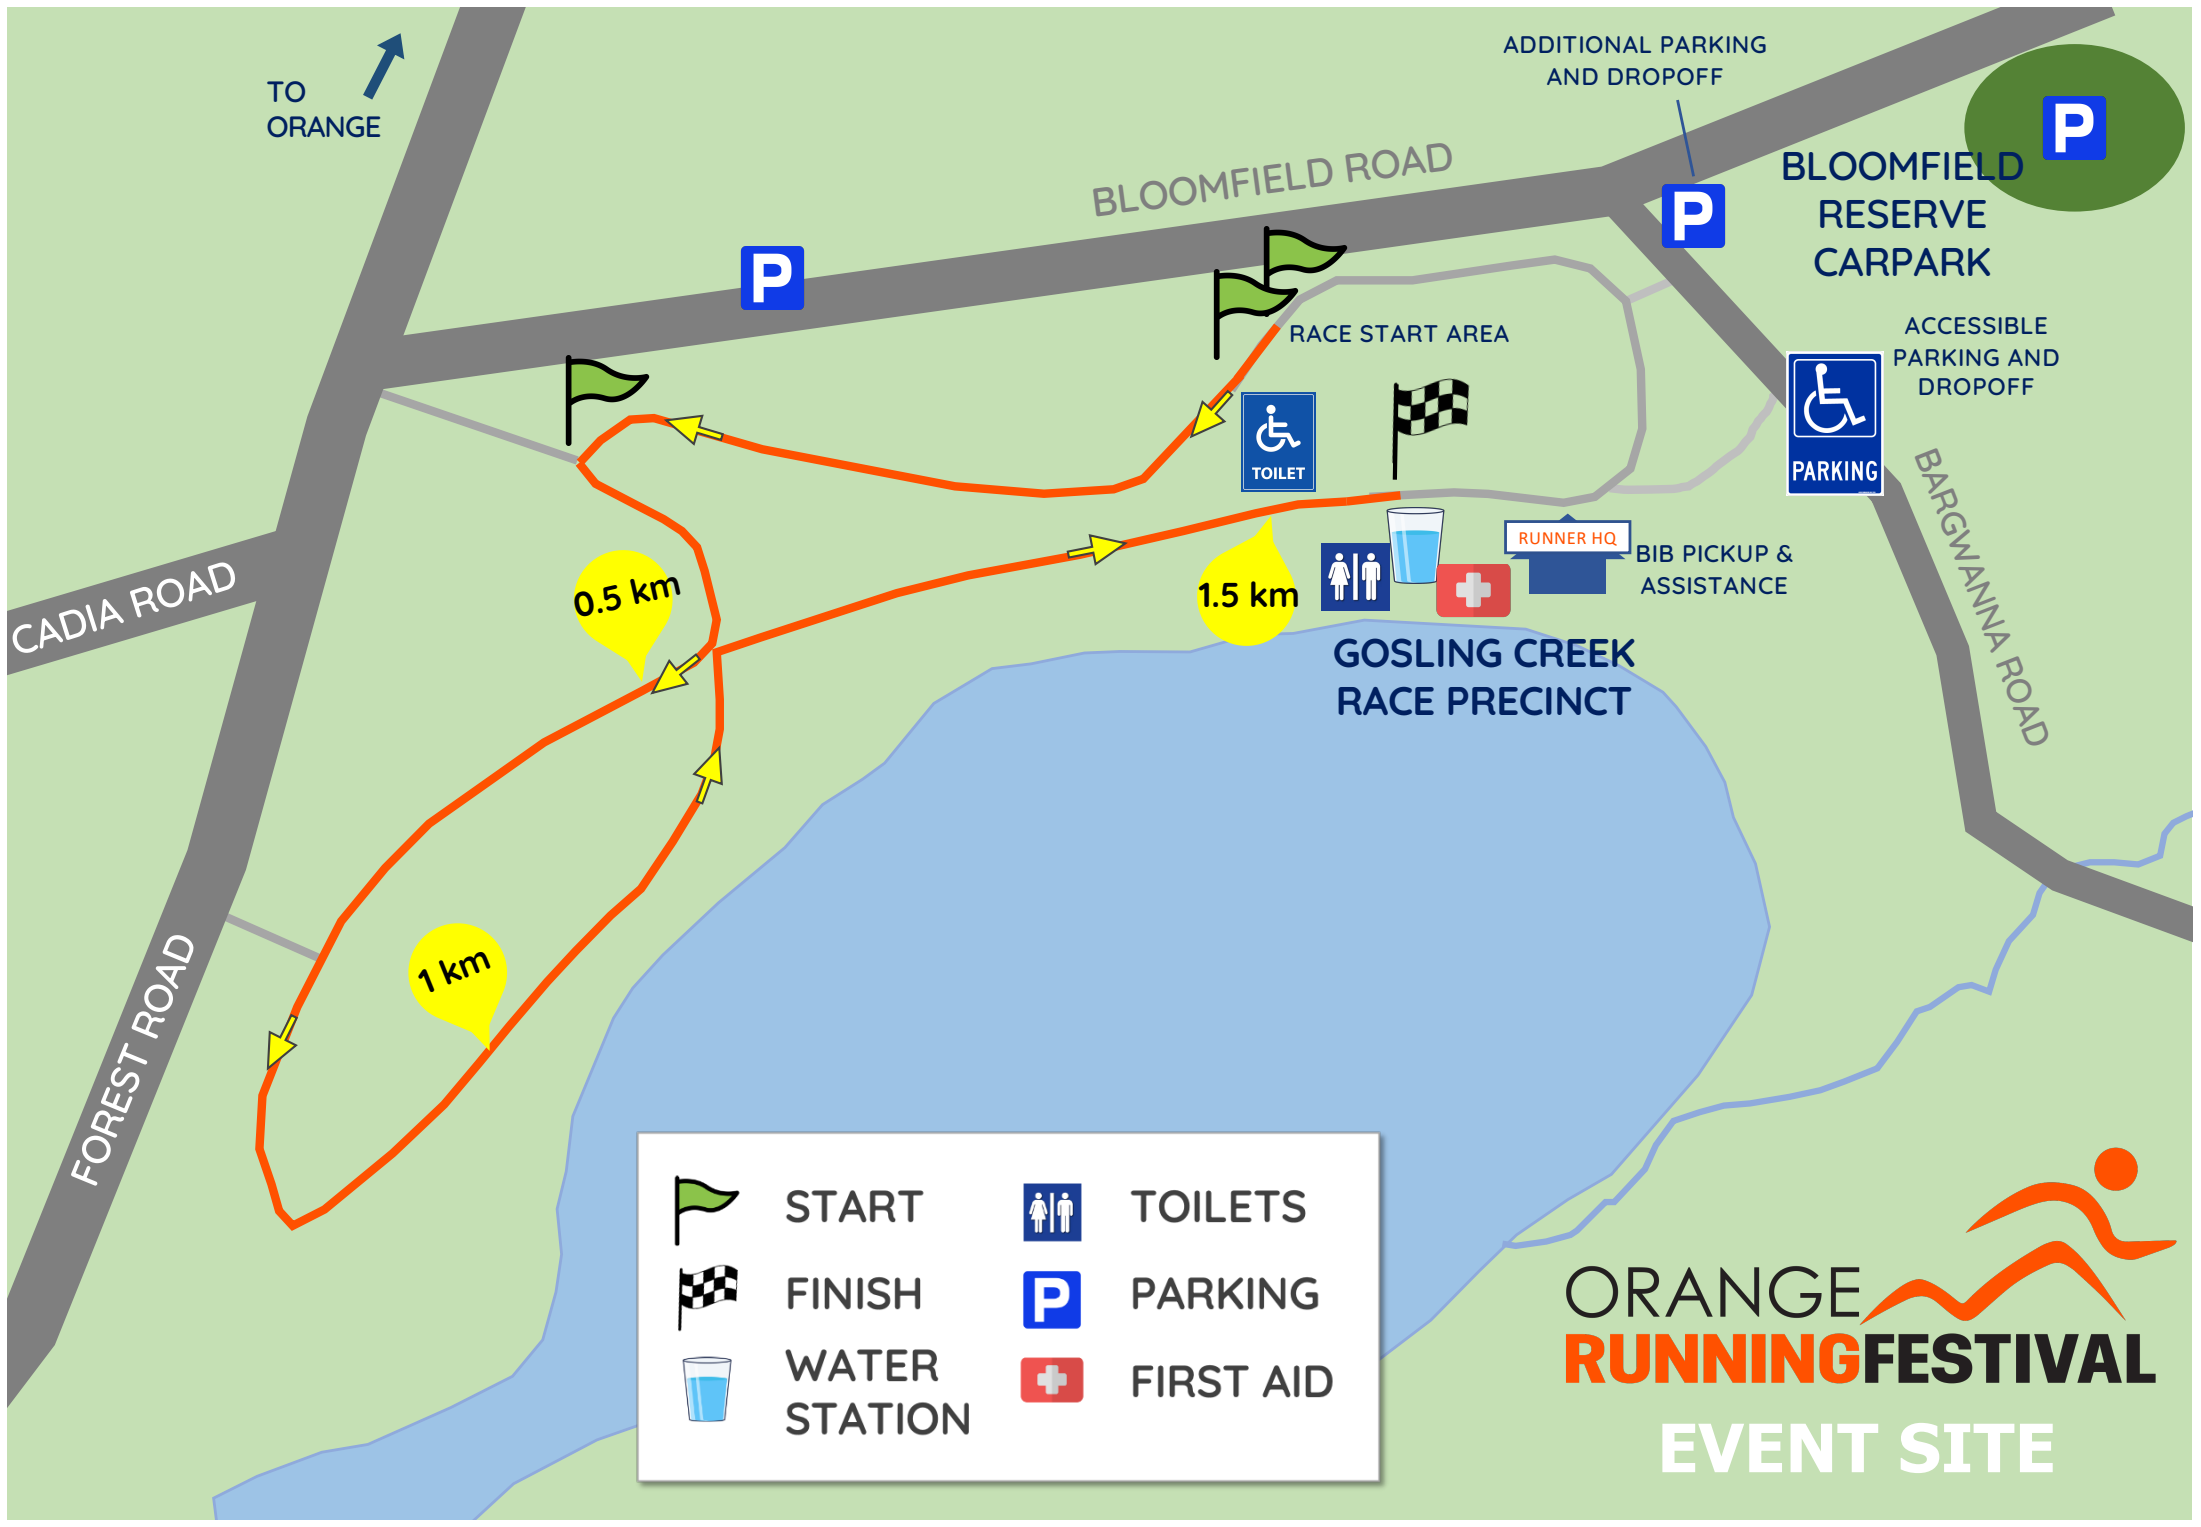 TO
ORANGE
ADDITIONAL PARKING
AND DROPOFF
BLOOMFIELD ROAD
P
P
P
BLOOMFIELD
RESERVE
CARPARK
RACE START AREA
ACCESSIBLE
PARKING AND
DROPOFF
PARKING
TOILET
BARGWANNA ROAD
RUNNER HQ
BIB PICKUP &
ASSISTANCE
CADIA ROAD
0.5 km
1.5 km
GOSLING CREEK
RACE PRECINCT
1 km
FOREST ROAD
START
TOILETS
FINISH
P
PARKING
WATER
STATION
FIRST AID
ORANGE
RUNNINGFESTIVAL
EVENT SITE